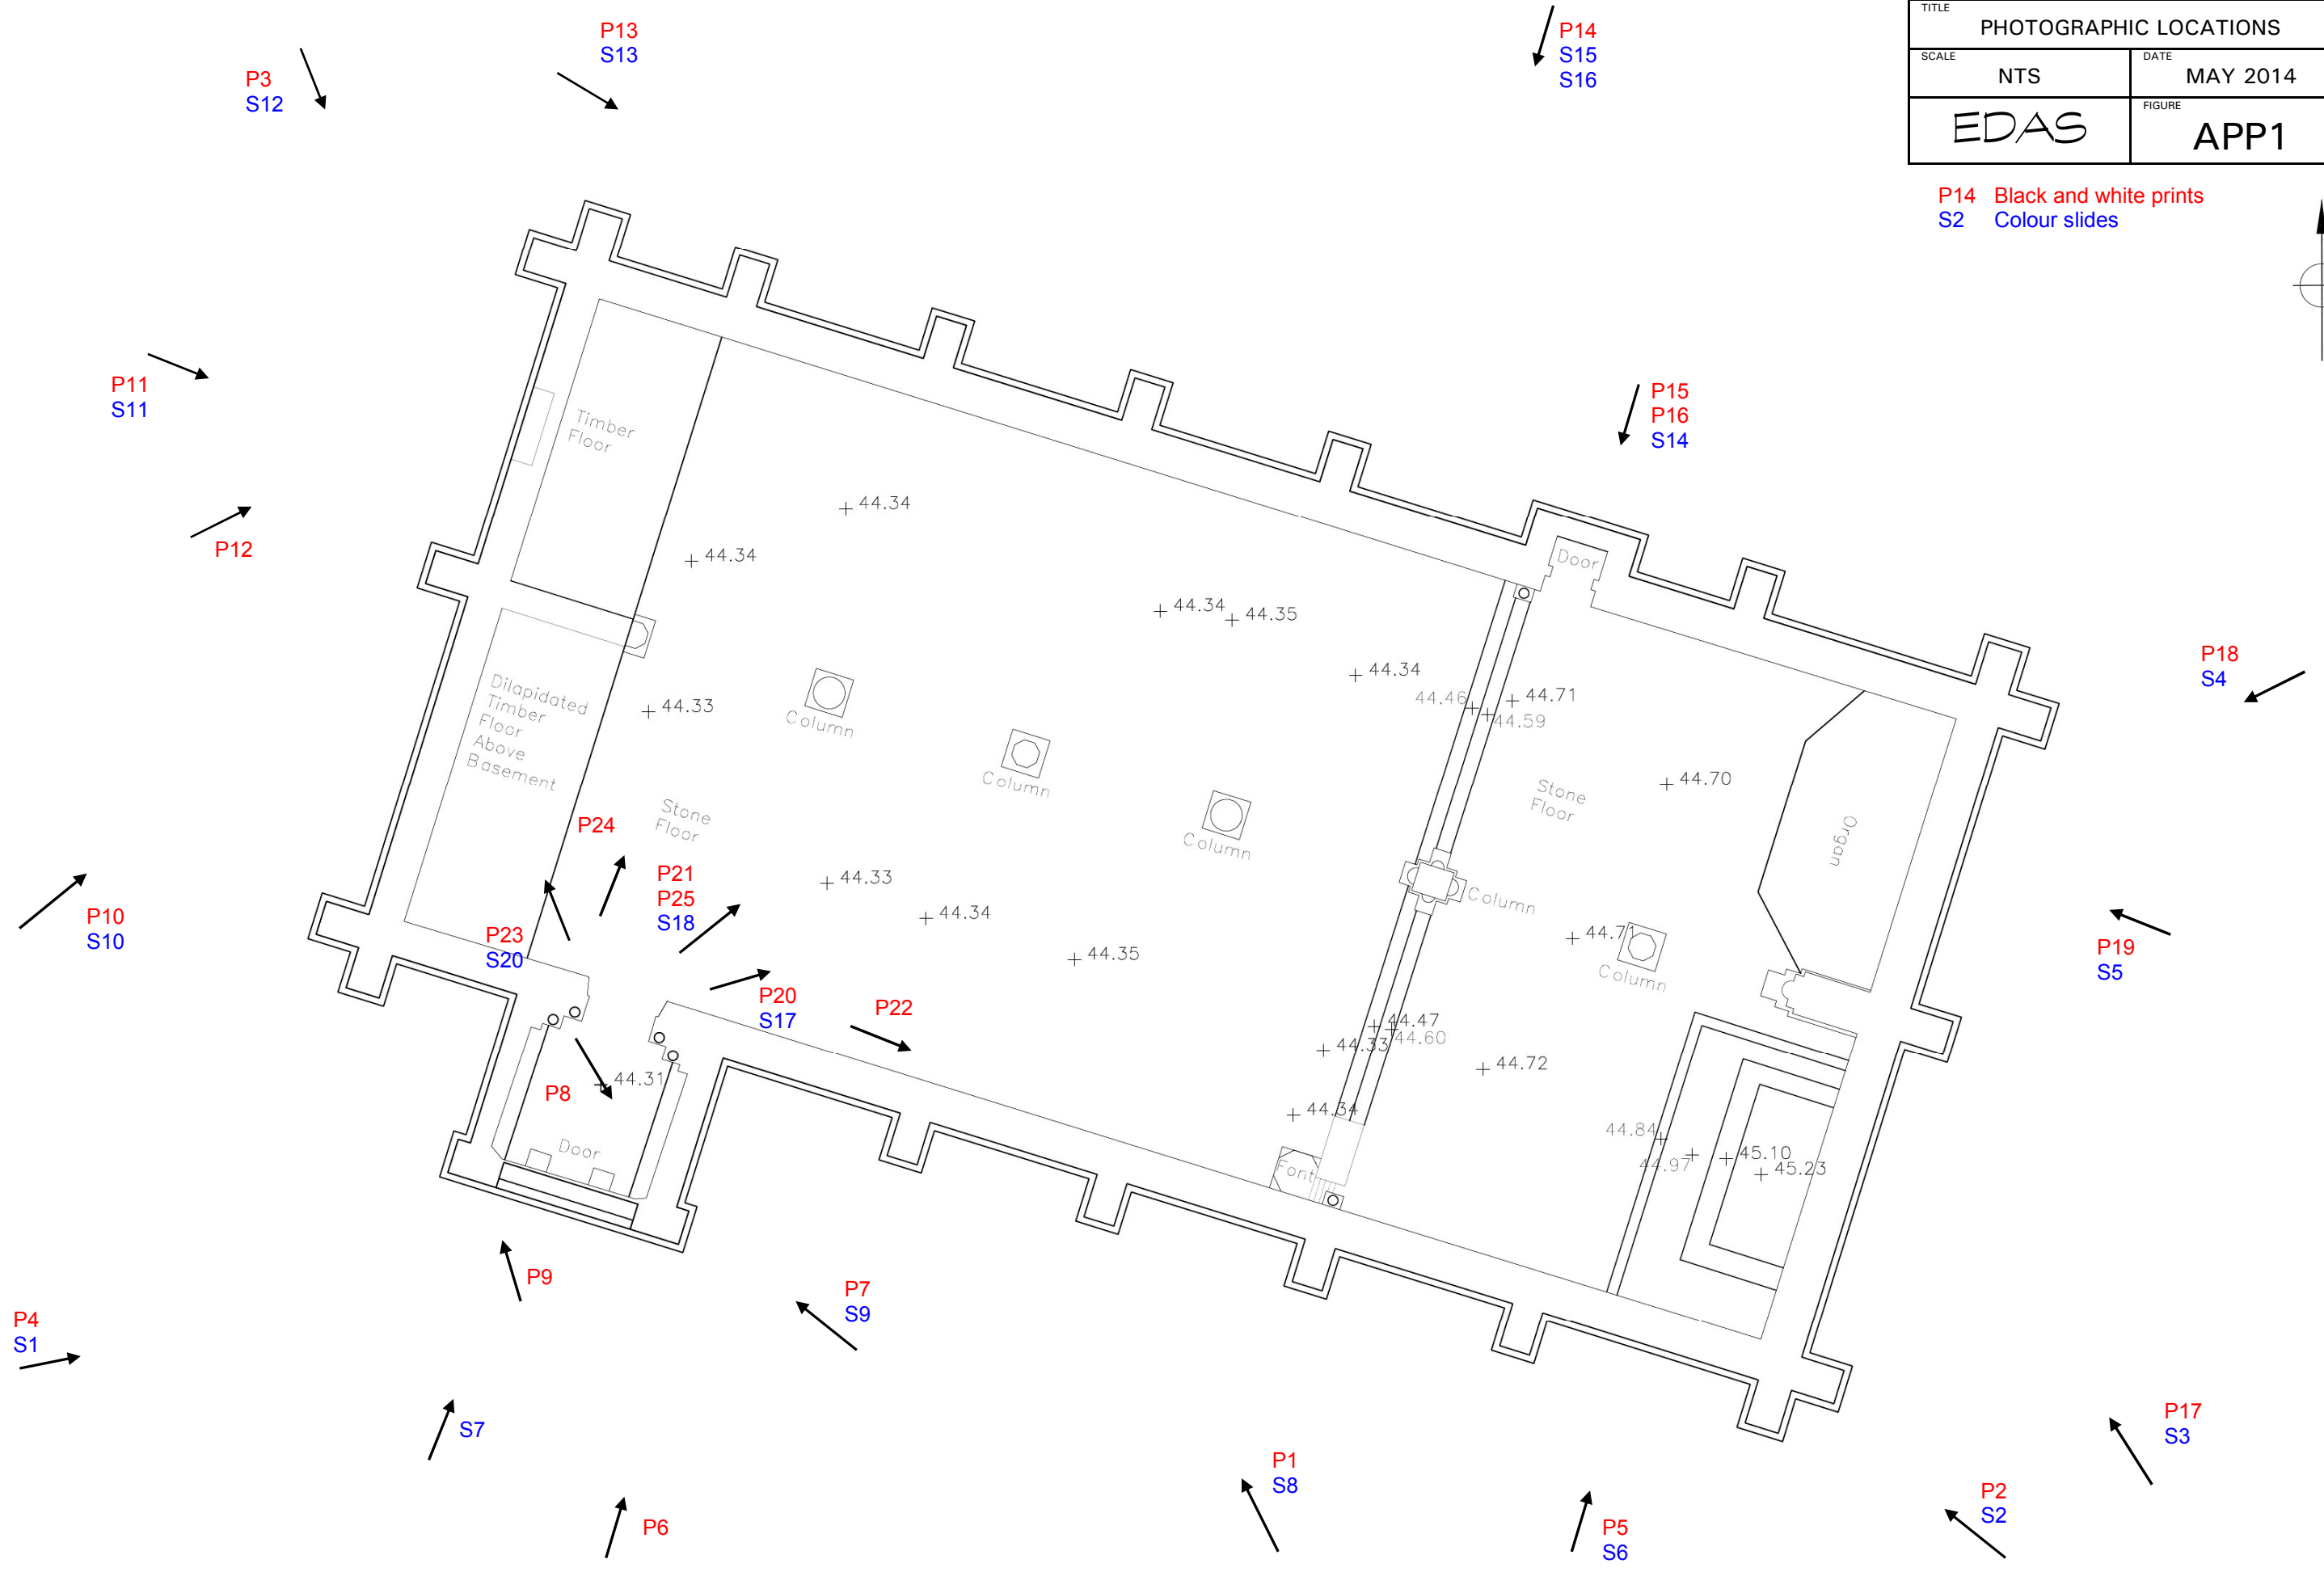 TITLE
PHOTOGRAPHIC LOCATIONS
SCALE
NTS
DATE
MAY 2014
EDAS
FIGURE
APP1
P14 Black and white prints
S2 Colour slides
P13
S13
P14
S15
S16
P3
S12
P11
S11
P15
P16
S14
Timber
Floor
44.34
P12
44.34
Door
44.34
44.35
P18
S4
44.34
44.46
44.71
44.59
44.33
Dilapidated
Timber
Floor
Above
Basement
Column
Column
44.70
Stone
Floor
Stone
Floor
P24
Column
Organ
P21
P25
S18
44.33
Column
P10
S10
44.34
P23
S20
44.71
P19
S5
44.35
Column
P20
S17
P22
44.47
44.60
44.33
44.72
44.31
P8
44.34
Door
44.84
44.97
45.10
45.23
Font
P9
P7
S9
P4
S1
S7
P17
S3
P1
S8
P6
P5
S6
P2
S2